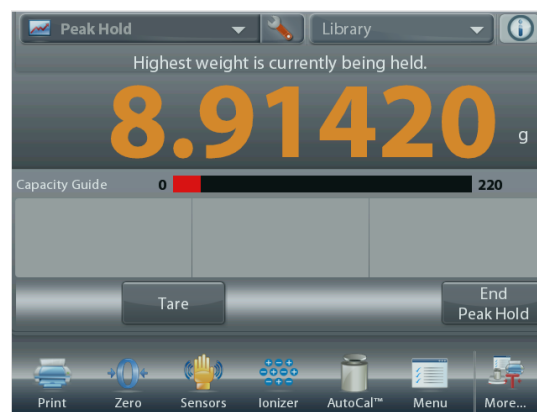 Peak Hold
Library
Highest weight is currently being held.
8.91420 g
Capacity Guide 0 220
Tare
End
Peak Hold
Print Zero Sensors Ionizer AutoCal™ Menu More...